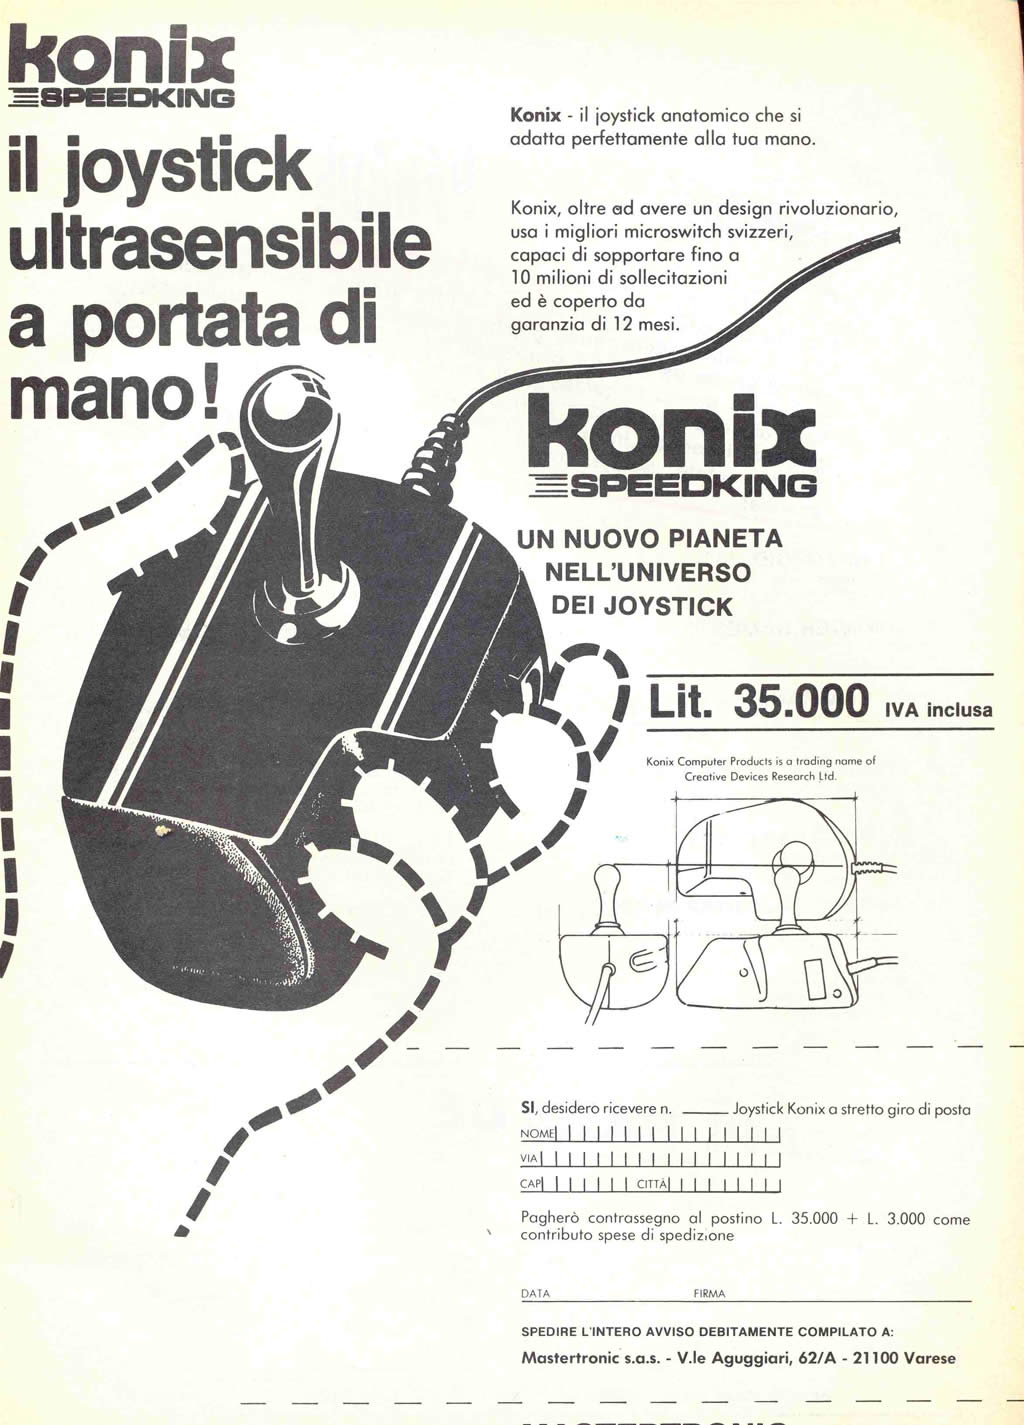 konix
SPEEDKING
il joystick
ultrasensibile
a portata di
mano!
Konix - il joystick anatomico che si
adatta perfettamente alla tua mano.
Konix, oltre ad avere un design rivoluzionario,
usa i migliori microswitch svizzeri,
capaci di sopportare fino a
10 milioni di sollecitazioni
ed è coperto da
garanzia di 12 mesi.
konix
SPEEDKING
UN NUOVO PIANETA
NELL'UNIVERSO
DEI JOYSTICK
Lit. 35.000 IVA inclusa
Konix Computer Products is a trading name of
Creative Devices Research Ltd.
SI, desidero ricevere n. ______ Joystick Konix a stretto giro di posta
NOME
VIA
CAP CITTÀ
Pagherò contrassegno al postino L. 35.000 + L. 3.000 come
contributo spese di spedizione
DATA FIRMA
SPEDIRE L'INTERO AVVISO DEBITAMENTE COMPILATO A:
Mastertronic s.a.s. - V.le Aguggiari, 62/A - 21100 Varese